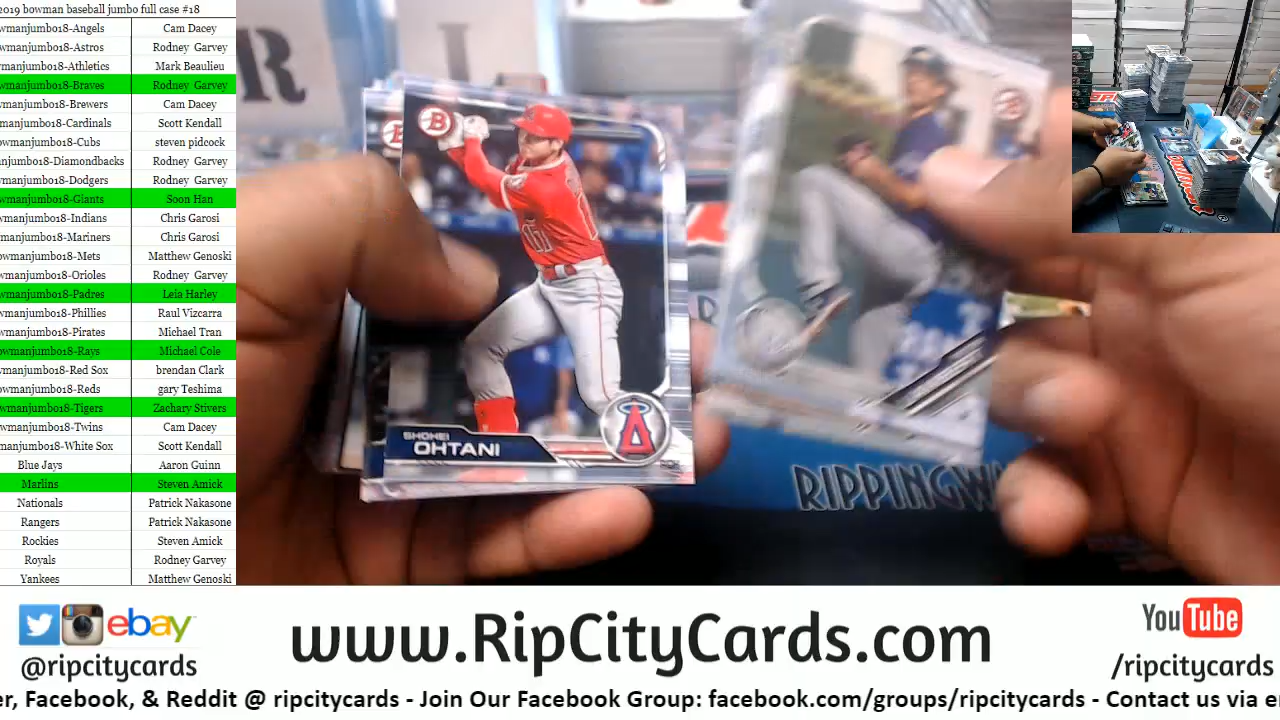 2019 bowman baseball jumbo full case #18
wmanjumbo18-Angels Cam Dacey
wmanjumbo18-Astros Rodney Garvey
wmanjumbo18-Athletics Mark Beaulieu
wmanjumbo18-Braves Rodney Garvey
wmanjumbo18-Brewers Cam Dacey
wmanjumbo18-Cardinals Scott Kendall
owmanjumbo18-Cubs steven pidcock
anjumbo18-Diamondbacks Rodney Garvey
wmanjumbo18-Dodgers Rodney Garvey
owmanjumbo18-Giants Soon Han
wmanjumbo18-Indians Chris Garosi
manjumbo18-Mariners Chris Garosi
owmanjumbo18-Mets Matthew Genoski
wmanjumbo18-Orioles Rodney Garvey
owmanjumbo18-Padres Leia Harley
wmanjumbo18-Phillies Raul Vizcarra
wmanjumbo18-Pirates Michael Tran
owmanjumbo18-Rays Michael Cole
wmanjumbo18-Red Sox brendan Clark
owmanjumbo18-Reds gary Teshima
owmanjumbo18-Tigers Zachary Stivers
owmanjumbo18-Twins Cam Dacey
manjumbo18-White Sox Scott Kendall
Blue Jays Aaron Guinn
Marlins Steven Amick
Nationals Patrick Nakasone
Rangers Patrick Nakasone
Rockies Steven Amick
Royals Rodney Garvey
Yankees Matthew Genoski
R
B
SHOHEI
OHTANI
A
RIPPINGW
ebay
@ripcitycards
www.RipCityCards.com
YouTube
/ripcitycards
er, Facebook, & Reddit @ ripcitycards - Join Our Facebook Group: facebook.com/groups/ripcitycards - Contact us via e